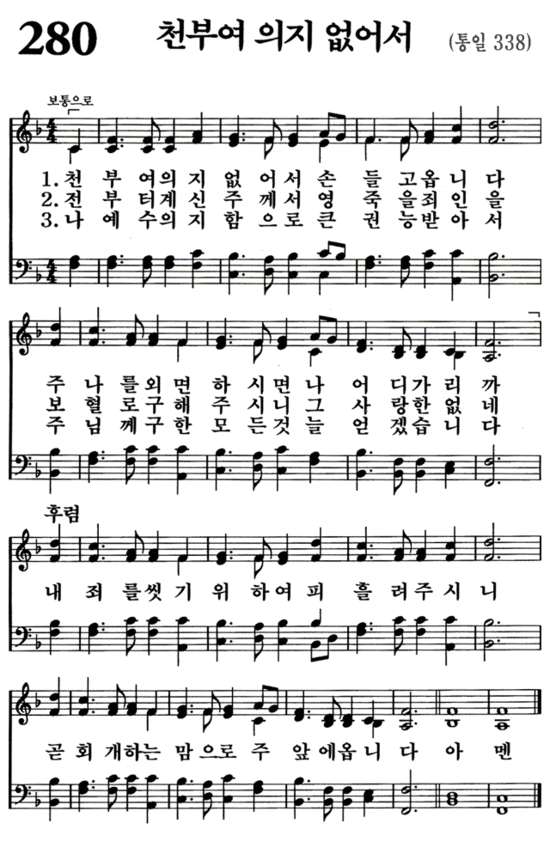 280 천부여 의지 없어서 (통일 338)
보통으로
1. 천 부 여의 지 없 어서 손 들 고옵 니 다
2. 전 부 터계 신 주 께서 영 죽 을죄 인 을
3. 나 예 수의 지 함 으로 큰 권 능받 아 서
주 나 를외 면 하 시면 나 어 디가 리 까
보 혈 로구 해 주 시니 그 사 랑한 없 네
주 님 께구 한 모 든것 늘 얻 겠습 니 다
후렴
내 죄 를씻 기 위 하여 피 흘 려주 시 니
곧 회 개하는 맘 으로 주 앞 에옵 니 다 아 멘